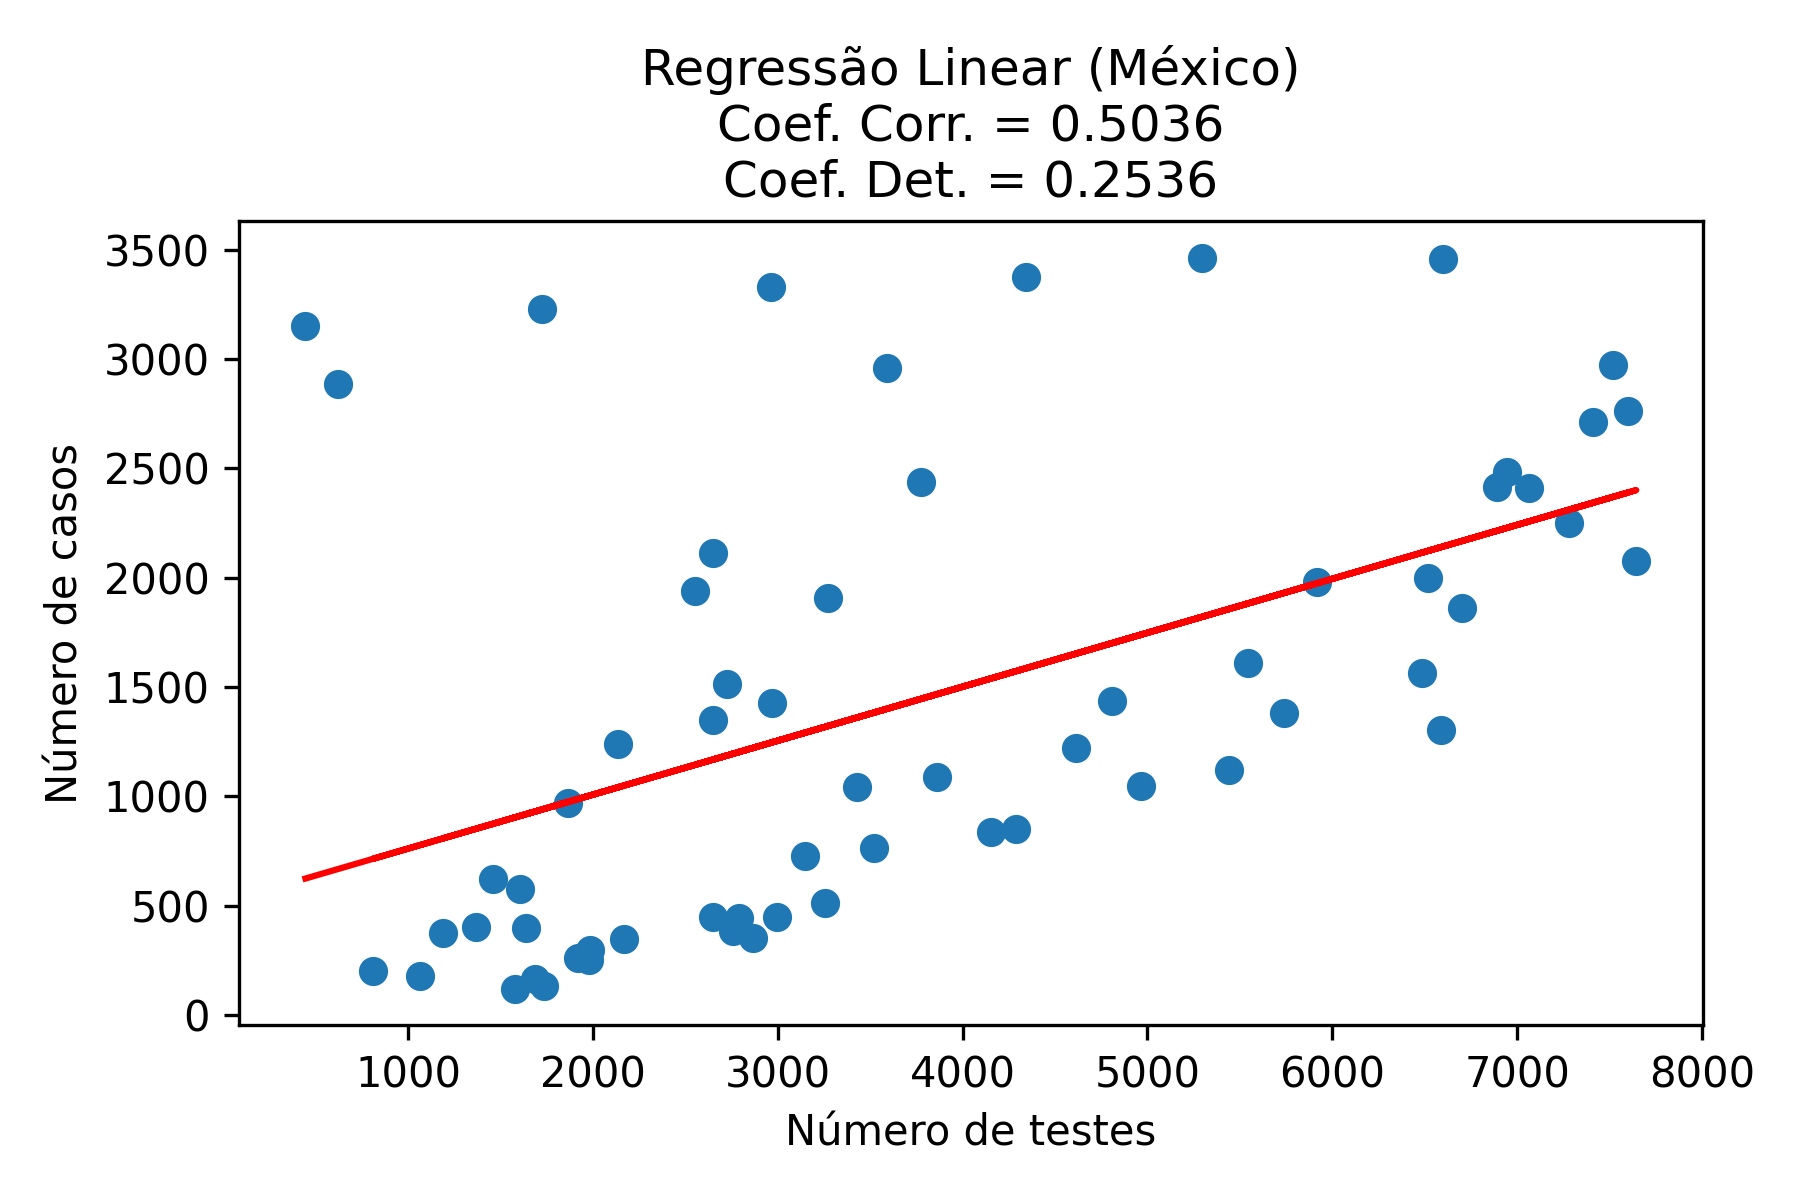 Regressão Linear (México)
Coef. Corr. = 0.5036
Coef. Det. = 0.2536
3500
3000
2500
2000
1500
1000
500
0
Número de casos
1000 2000 3000 4000 5000 6000 7000 8000
Número de testes